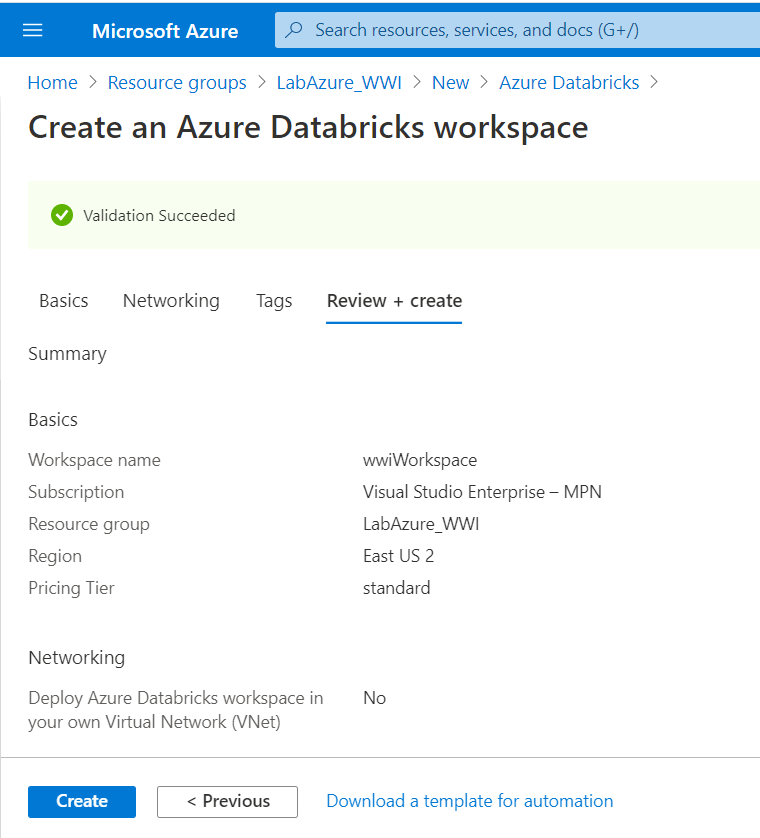 Microsoft Azure
Search resources, services, and docs (G+/)
Home > Resource groups > LabAzure_WWI > New > Azure Databricks >
Create an Azure Databricks workspace
Validation Succeeded
Basics Networking Tags Review + create
Summary
Basics
Workspace name wwiWorkspace
Subscription Visual Studio Enterprise – MPN
Resource group LabAzure_WWI
Region East US 2
Pricing Tier standard
Networking
Deploy Azure Databricks workspace in No
your own Virtual Network (VNet)
Create < Previous Download a template for automation